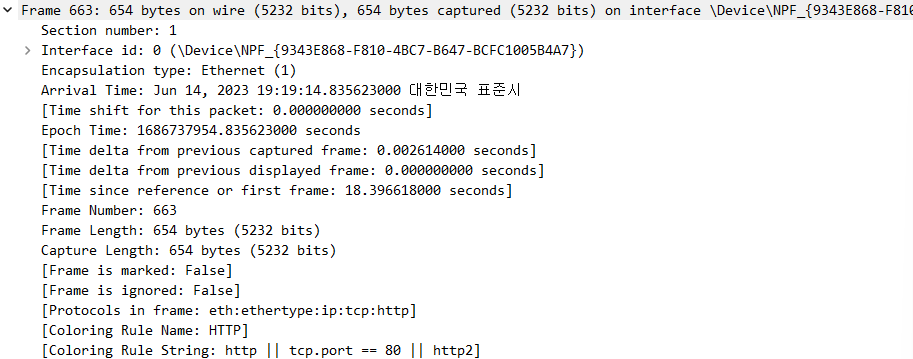 Frame 663: 654 bytes on wire (5232 bits), 654 bytes captured (5232 bits) on interface \Device\NPF_{9343E868-F810
Section number: 1
Interface id: 0 (\Device\NPF_{9343E868-F810-4BC7-B647-BCFC1005B4A7})
Encapsulation type: Ethernet (1)
Arrival Time: Jun 14, 2023 19:19:14.835623000 대한민국 표준시
[Time shift for this packet: 0.000000000 seconds]
Epoch Time: 1686737954.835623000 seconds
[Time delta from previous captured frame: 0.002614000 seconds]
[Time delta from previous displayed frame: 0.000000000 seconds]
[Time since reference or first frame: 18.396618000 seconds]
Frame Number: 663
Frame Length: 654 bytes (5232 bits)
Capture Length: 654 bytes (5232 bits)
[Frame is marked: False]
[Frame is ignored: False]
[Protocols in frame: eth:ethertype:ip:tcp:http]
[Coloring Rule Name: HTTP]
[Coloring Rule String: http || tcp.port == 80 || http2]